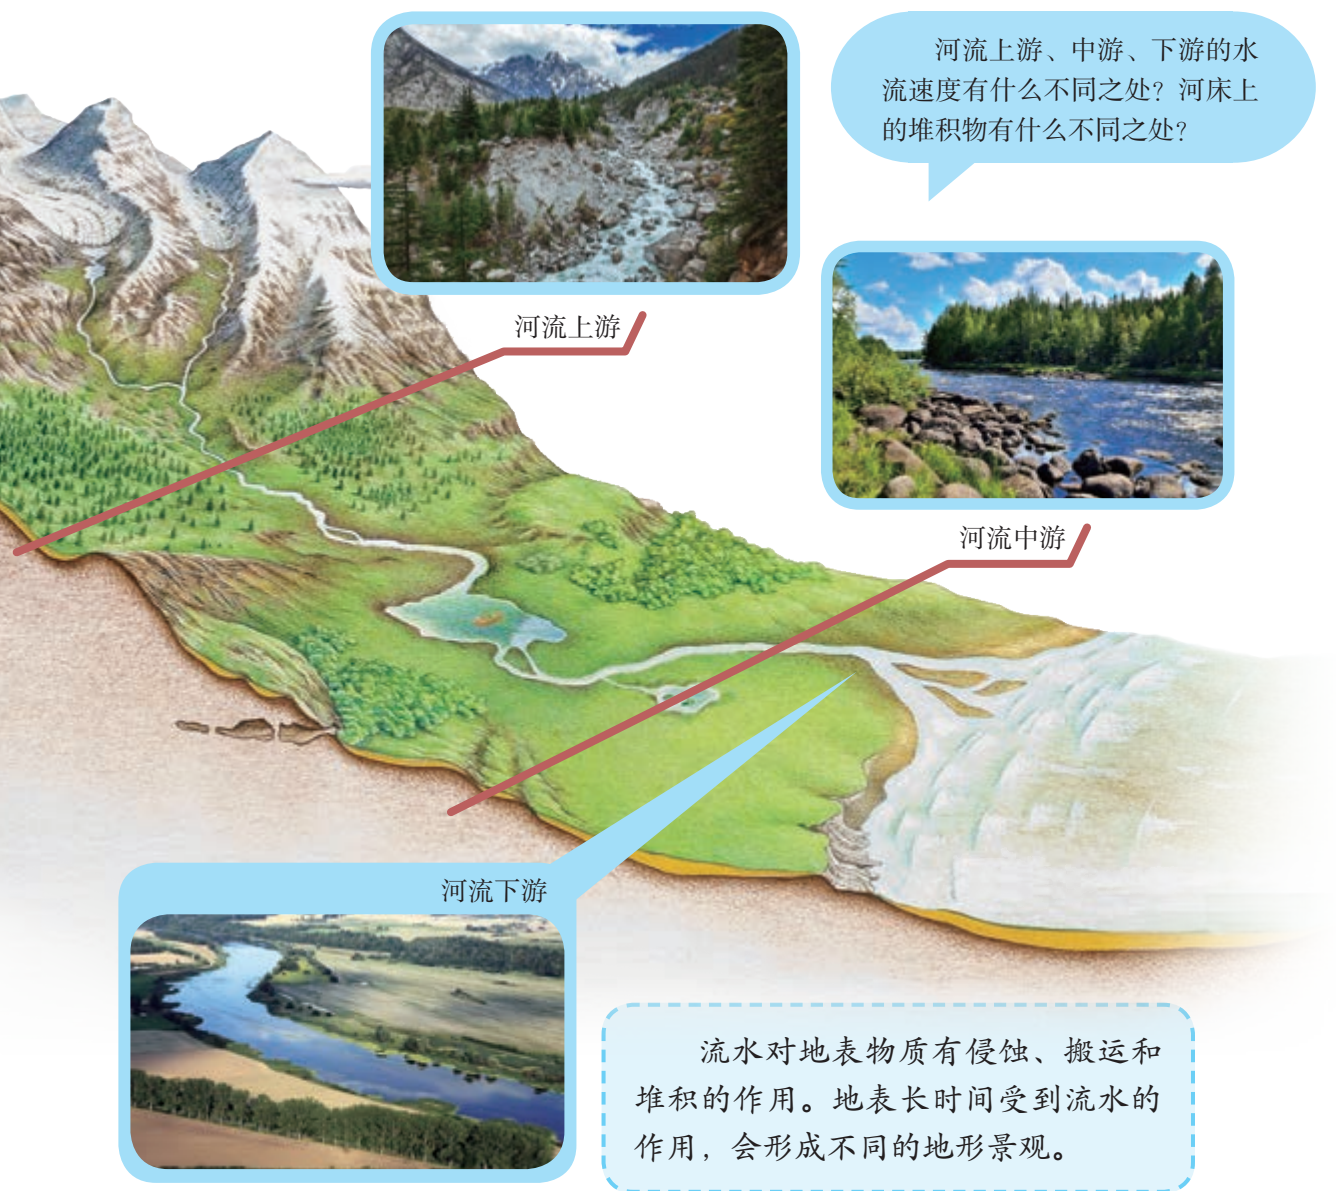 河流上游、中游、下游的水
流速度有什么不同之处？河床上
的堆积物有什么不同之处？
河流上游
河流中游
河流下游
流水对地表物质有侵蚀、搬运和
堆积的作用。地表长时间受到流水的
作用，会形成不同的地形景观。